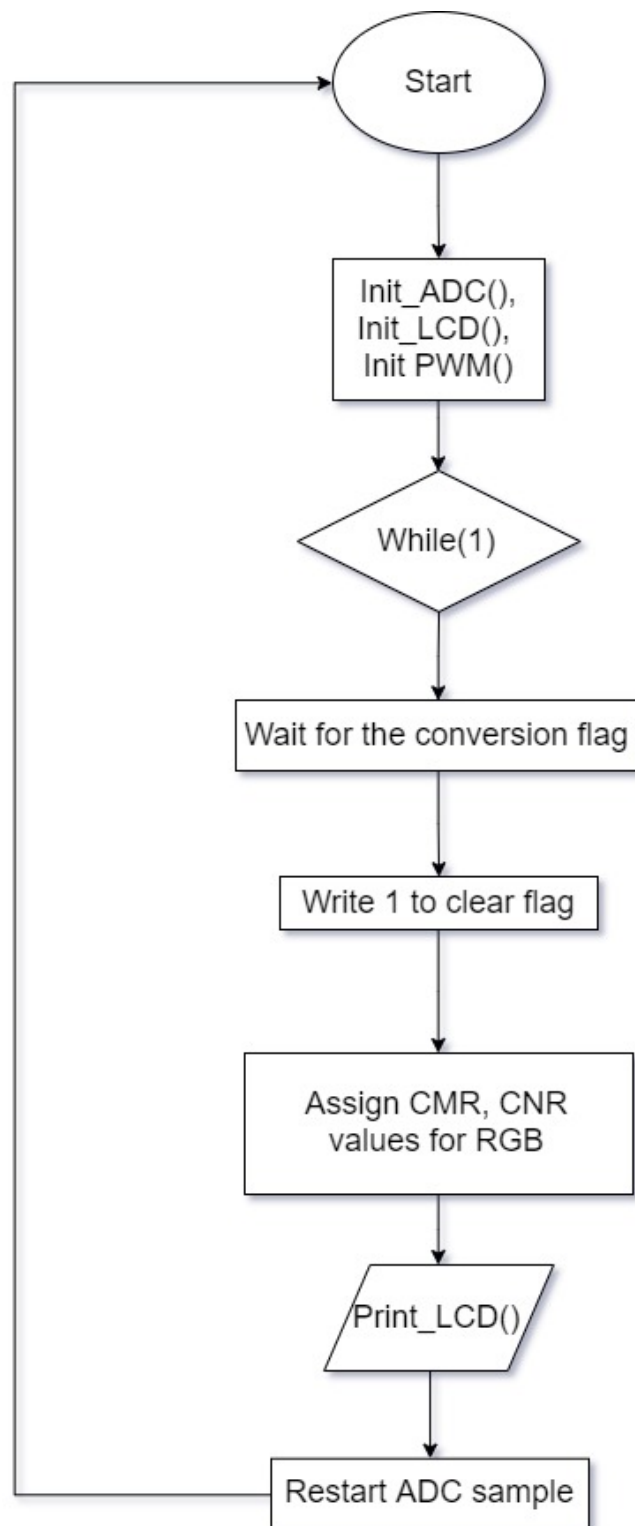 Start
Init_ADC(),
Init_LCD(),
Init PWM()
While(1)
Wait for the conversion flag
Write 1 to clear flag
Assign CMR, CNR
values for RGB
Print_LCD()
Restart ADC sample